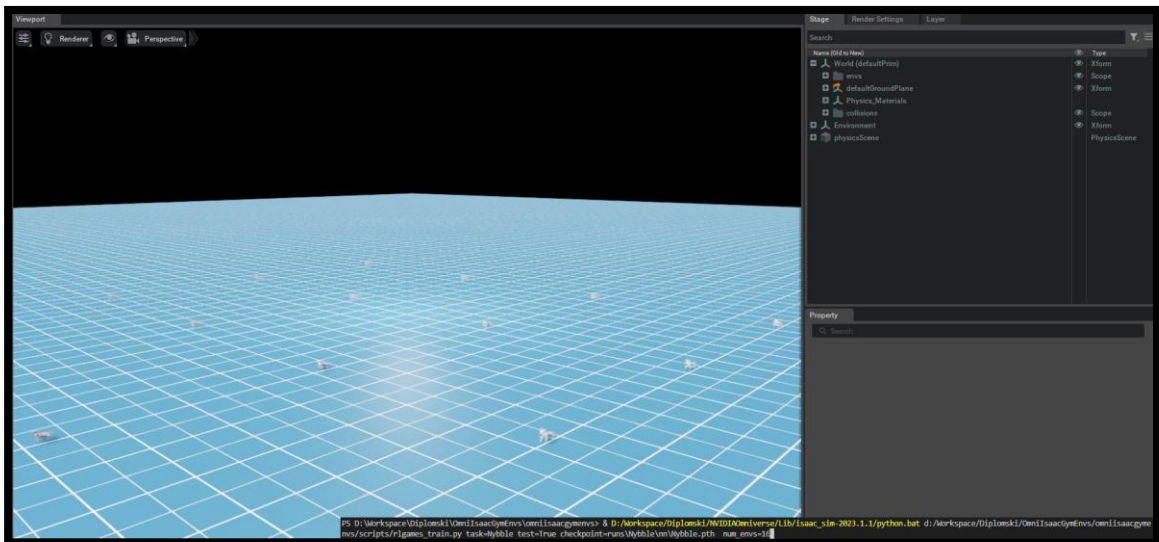 Viewport
Stage Render Settings Layer
Renderer Perspective
Search
Name (Old to New) Type
World (defaultPrim) Xform
envs Scope
defaultGroundPlane Xform
Physics_Materials
collisions Scope
Environment Xform
physicsScene PhysicsScene
Property
Search
PS D:\Workspace\Diplomski\OmniIsaacGymEnvs\omniisaacgymenvs> & D:/Workspace/Diplomski/NVIDIAOmniverse/Lib/isaac_sim-2023.1.1/python.bat d:/Workspace/Diplomski/OmniIsaacGymEnvs/omniisaacgyme
nvs/scripts/rlgames_train.py task=Nybble test=True checkpoint=runs\Nybble\nn\Nybble.pth num_envs=16